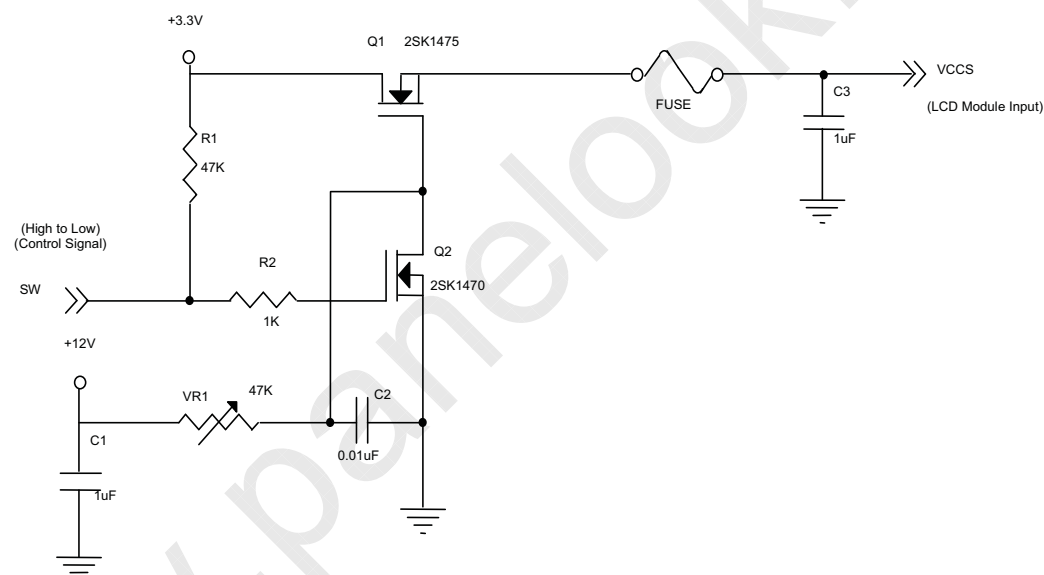 +3.3V
Q1 2SK1475
VCCS
FUSE
C3
(LCD Module Input)
1uF
R1
47K
(High to Low)
(Control Signal)
Q2
R2
2SK1470
SW
1K
+12V
VR1
47K
C2
C1
0.01uF
1uF
panelook